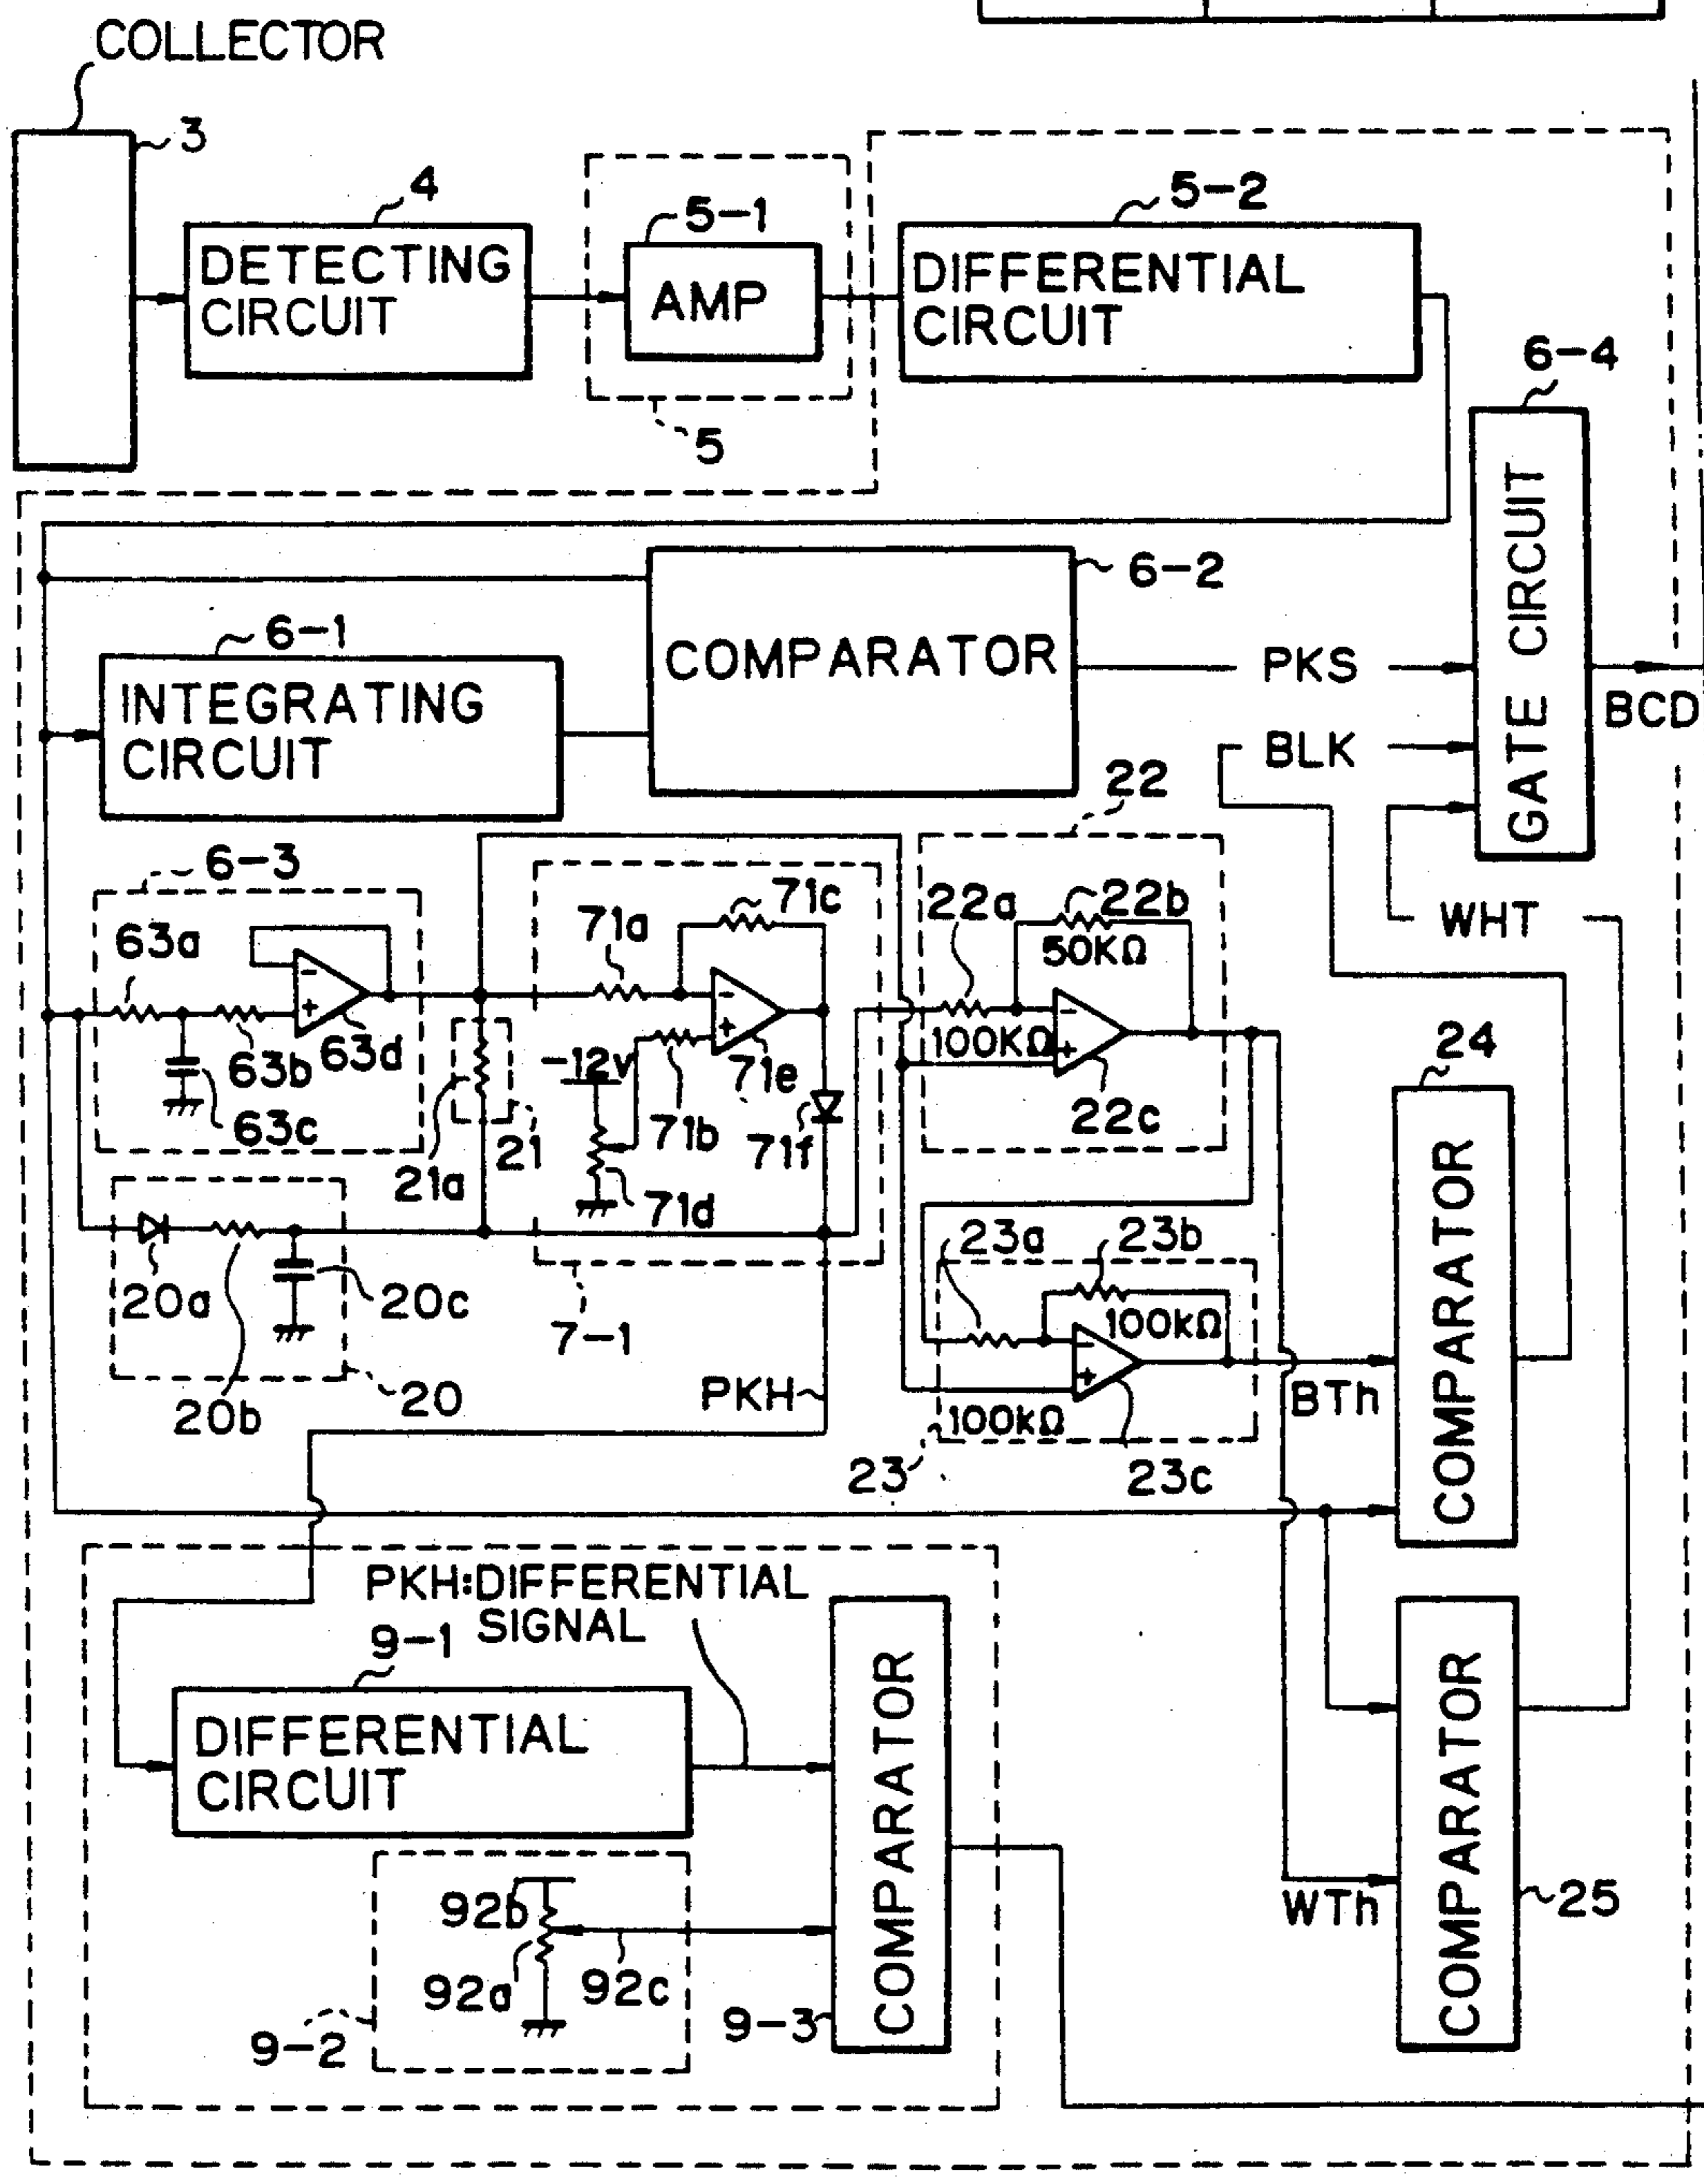 COLLECTOR
3
4
DETECTING
CIRCUIT
5-1
AMP
5
5-2
DIFFERENTIAL
CIRCUIT
6-4
GATE CIRCUIT
6-2
COMPARATOR
6-1
INTEGRATING
CIRCUIT
PKS
BCD
BLK
WHT
22
6-3
63a
63b
63c
63d
-
+
71a
71c
-
+
71e
-12v
71b
71f
71d
21a
21
22a
22b
50KΩ
100KΩ
-
+
22c
24
COMPARATOR
20a
20b
20c
20
7-1
23a
23b
100kΩ
-
+
100kΩ
23
23c
PKH
BTh
PKH:DIFFERENTIAL
SIGNAL
9-1
DIFFERENTIAL
CIRCUIT
COMPARATOR
92b
92a
92c
9-2
9-3
COMPARATOR
WTh
25